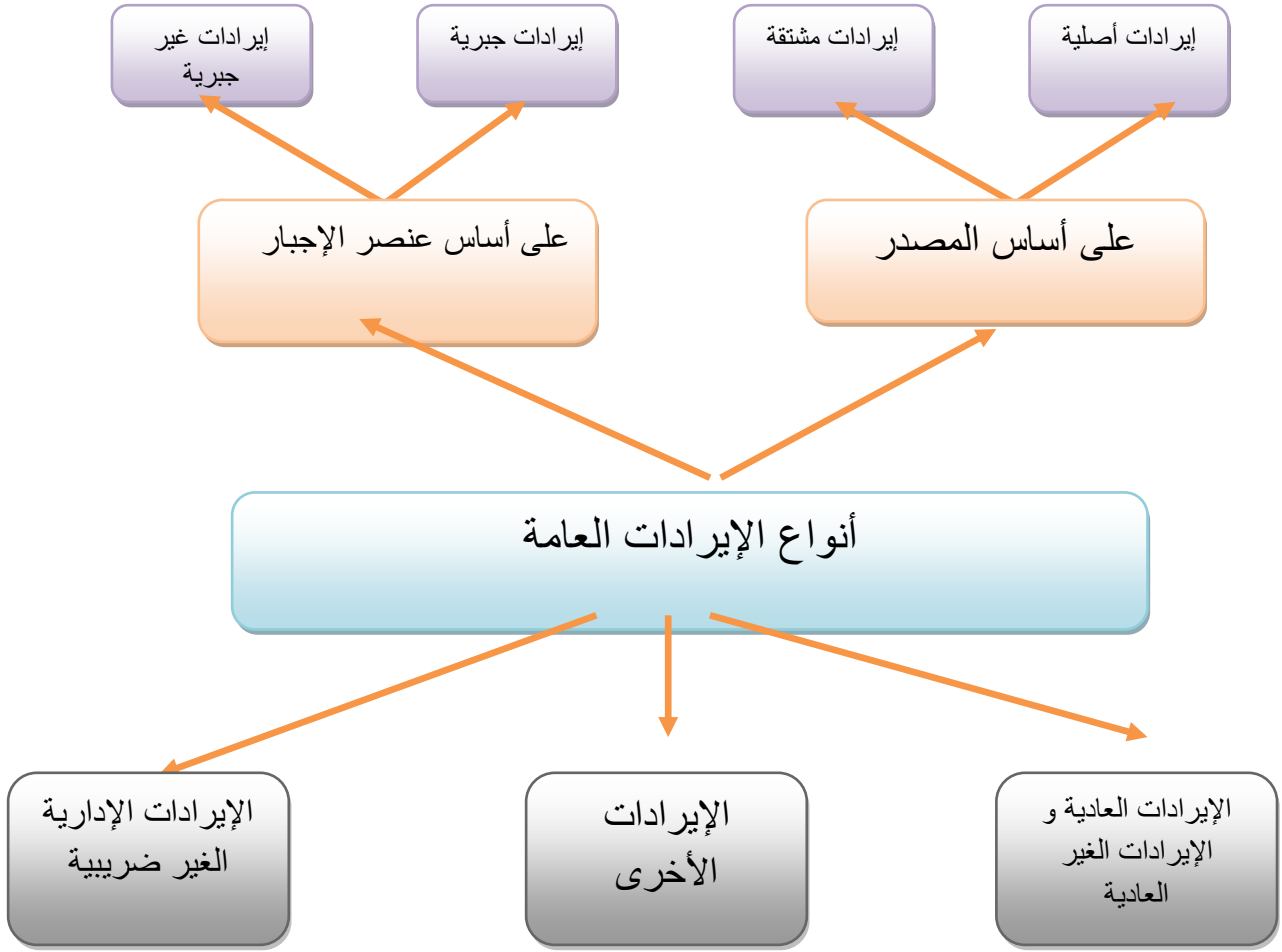 إيرادات أصلية
إيرادات مشتقة
إيرادات جبرية
إيرادات غير
جبرية
على أساس المصدر
على أساس عنصر الإجبار
أنواع الإيرادات العامة
الإيرادات العادية و
الإيرادات الغير
العادية
الإيرادات
الأخرى
الإيرادات الإدارية
الغير ضريبية